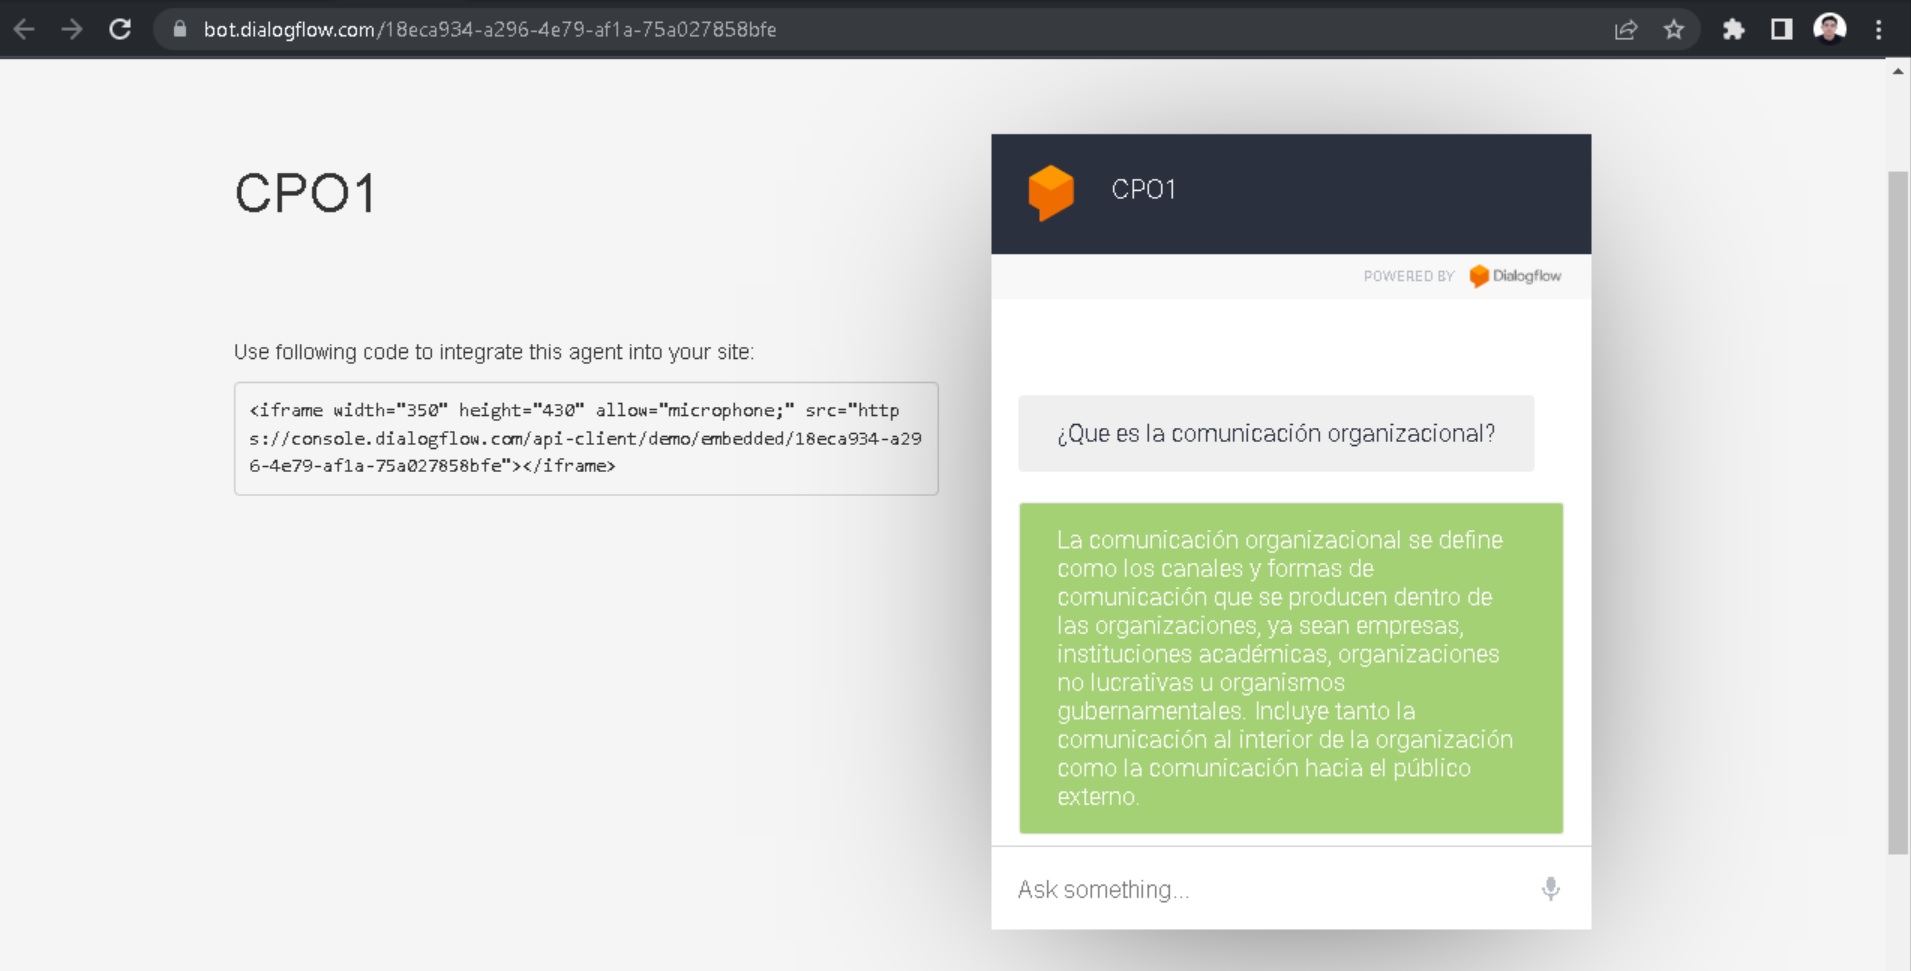 bot.dialogflow.com/18eca934-a296-4e79-af1a-75a027858bfe
CPO1
Use following code to integrate this agent into your site:
<iframe width="350" height="430" allow="microphone;" src="http
s://console.dialogflow.com/api-client/demo/embedded/18eca934-a29
6-4e79-af1a-75a027858bfe"></iframe>
CPO1
POWERED BY Dialogflow
¿Que es la comunicación organizacional?
La comunicación organizacional se define
como los canales y formas de
comunicación que se producen dentro de
las organizaciones, ya sean empresas,
instituciones académicas, organizaciones
no lucrativas u organismos
gubernamentales. Incluye tanto la
comunicación al interior de la organización
como la comunicación hacia el público
externo.
Ask something...